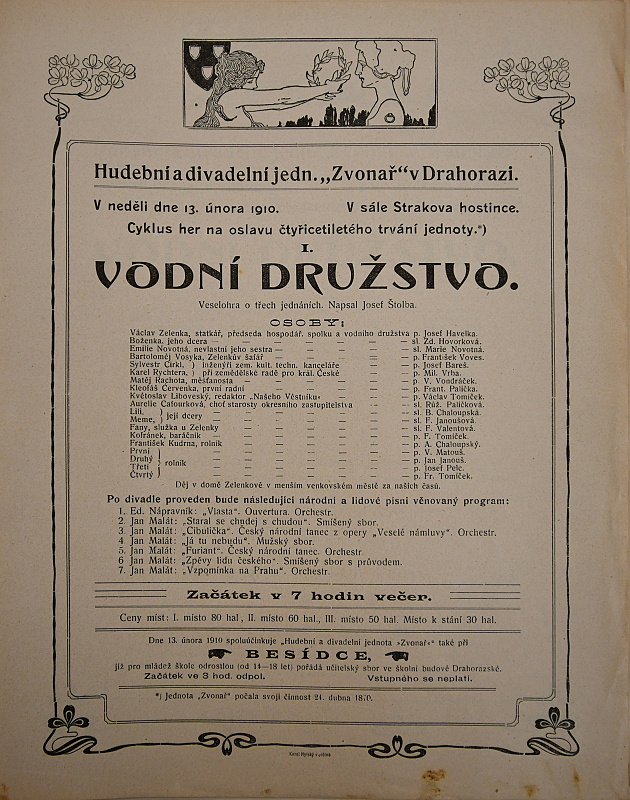 Hudební a divadelní jedn. „Zvonař“ v Drahorazi.
V neděli dne 13. února 1910. V sále Strakova hostince.
Cyklus her na oslavu čtyřicetiletého trvání jednoty.*)
I.
VODNÍ DRUŽSTVO.
Veselohra o třech jednáních. Napsal Josef Štolba.
OSOBY:
Václav Zelenka, statkář, předseda hospodář. spolku a vodního družstva p. Josef Havelka.
Boženka, jeho dcera — — — — — — sl. Zd. Hovorková.
Emilie Novotná, nevlastní jeho sestra — — — — sl. Marie Novotná.
Bartoloměj Vosyka, Zelenkův šafář — — — — p. František Voves.
Sylvestr Cirkl, ) Inženýři zem. kult. techn. kanceláře — — p. Josef Bareš.
Karel Rychtera, ) při zemědělské radě pro král. České — — p. Mil. Vrba.
Matěj Rachota, měšťanosta — — — — — p. V. Vondráček.
Kleofáš Červenka, první radní — — — — p. Frant. Palička.
Květoslav Liboveský, redaktor „Našeho Věstníku“ — — p. Václav Tomíček.
Aurelie Cafourková, choť starosty okresního zastupitelstva — sl. Růž. Paličková.
Lili, } její dcery — — — — — — sl. B. Chaloupská.
Meme, } — — — — — — sl. F. Janoušová.
Fany, služka u Zelenky — — — — — sl. F. Valentová.
Kofránek, baráčník — — — — — — p. F. Tomíček.
František Kudrna, rolník — — — — — p. A. Chaloupský.
První } — — — — — — p. V. Matouš.
Druhý } rolník — — — — — — p. Jan Janouš.
Třetí } — — — — — — p. Josef Pelc.
Čtvrtý } — — — — — — p. Fr. Tomíček.
Děj v domě Zelenkově v menším venkovském městě za našich časů.
Po divadle proveden bude následující národní a lidové písni věnovaný program:
1. Ed. Nápravník: „Vlasta“. Ouvertura. Orchestr.
2. Jan Malát: „Staral se chudej s chudou“. Smíšený sbor.
3. Jan Malát: „Cibulička“. Český národní tanec z opery „Veselé námluvy“. Orchestr.
4. Jan Malát: „Já tu nebudu“. Mužský sbor.
5. Jan Malát: „Furiant“. Český národní tanec. Orchestr.
6. Jan Malát: „Zpěvy lidu českého“. Smíšený sbor s průvodem.
7. Jan Malát: „Vzpomínka na Prahu“. Orchestr.
Začátek v 7 hodin večer.
Ceny míst: I. místo 80 hal., II. místo 60 hal., III. místo 50 hal. Místo k stání 30 hal.
Dne 13. února 1910 spoluúčinkuje „Hudební a divadelní jednota »Zvonař«“ také při
BESÍDCE,
již pro mládež škole odrostlou (od 14—18 let) pořádá učitelský sbor ve školní budově Drahorazské.
Začátek ve 3 hod. odpol. Vstupného se neplatí.
*) Jednota „Zvonař“ počala svoji činnost 24. dubna 1870.